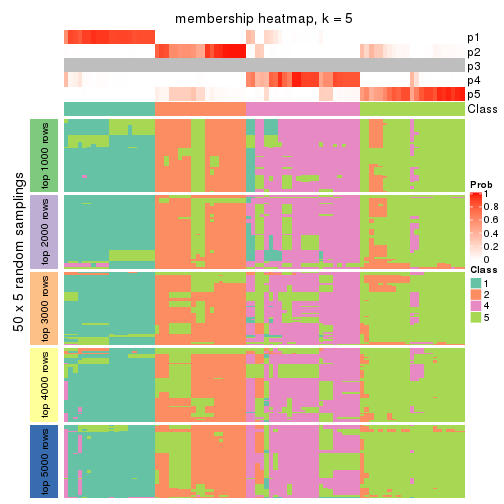 membership heatmap, k = 5
p1
p2
p3
p4
p5
Class
50 x 5 random samplings
top 1000 rows
top 2000 rows
top 3000 rows
top 4000 rows
top 5000 rows
Prob
1
0.8
0.6
0.4
0.2
0
Class
1
2
4
5